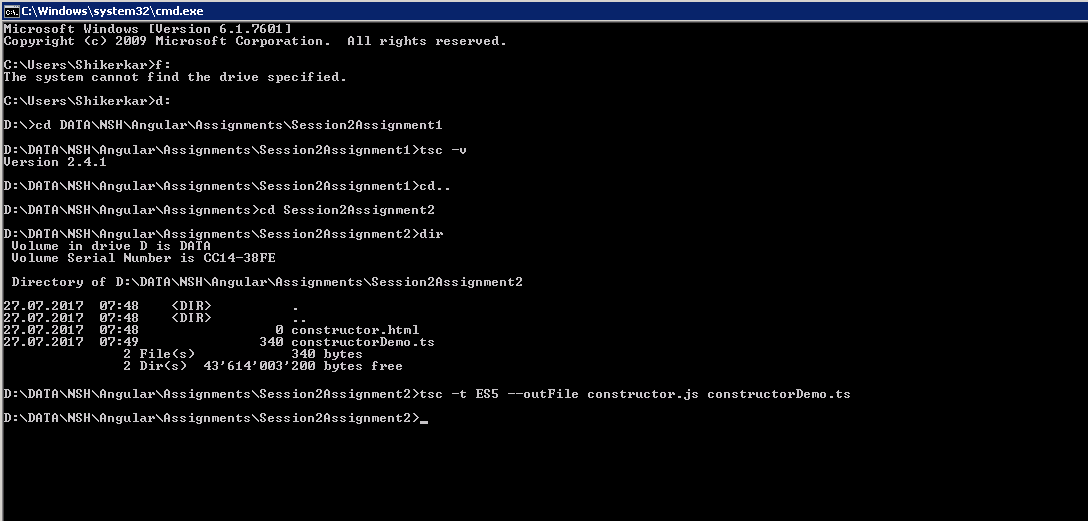 C:\Windows\system32\cmd.exe
Microsoft Windows [Version 6.1.7601]
Copyright (c) 2009 Microsoft Corporation.  All rights reserved.
C:\Users\Shikerkar>f:
The system cannot find the drive specified.
C:\Users\Shikerkar>d:
D:\>cd DATA\NSH\Angular\Assignments\Session2Assignment1
D:\DATA\NSH\Angular\Assignments\Session2Assignment1>tsc -v
Version 2.4.1
D:\DATA\NSH\Angular\Assignments\Session2Assignment1>cd..
D:\DATA\NSH\Angular\Assignments>cd Session2Assignment2
D:\DATA\NSH\Angular\Assignments\Session2Assignment2>dir
 Volume in drive D is DATA
 Volume Serial Number is CC14-38FE
 Directory of D:\DATA\NSH\Angular\Assignments\Session2Assignment2
27.07.2017  07:48    <DIR>          .
27.07.2017  07:48    <DIR>          ..
27.07.2017  07:48                 0 constructor.html
27.07.2017  07:49               340 constructorDemo.ts
               2 File(s)            340 bytes
               2 Dir(s)  43'614'003'200 bytes free
D:\DATA\NSH\Angular\Assignments\Session2Assignment2>tsc -t ES5 --outFile constructor.js constructorDemo.ts
D:\DATA\NSH\Angular\Assignments\Session2Assignment2>_